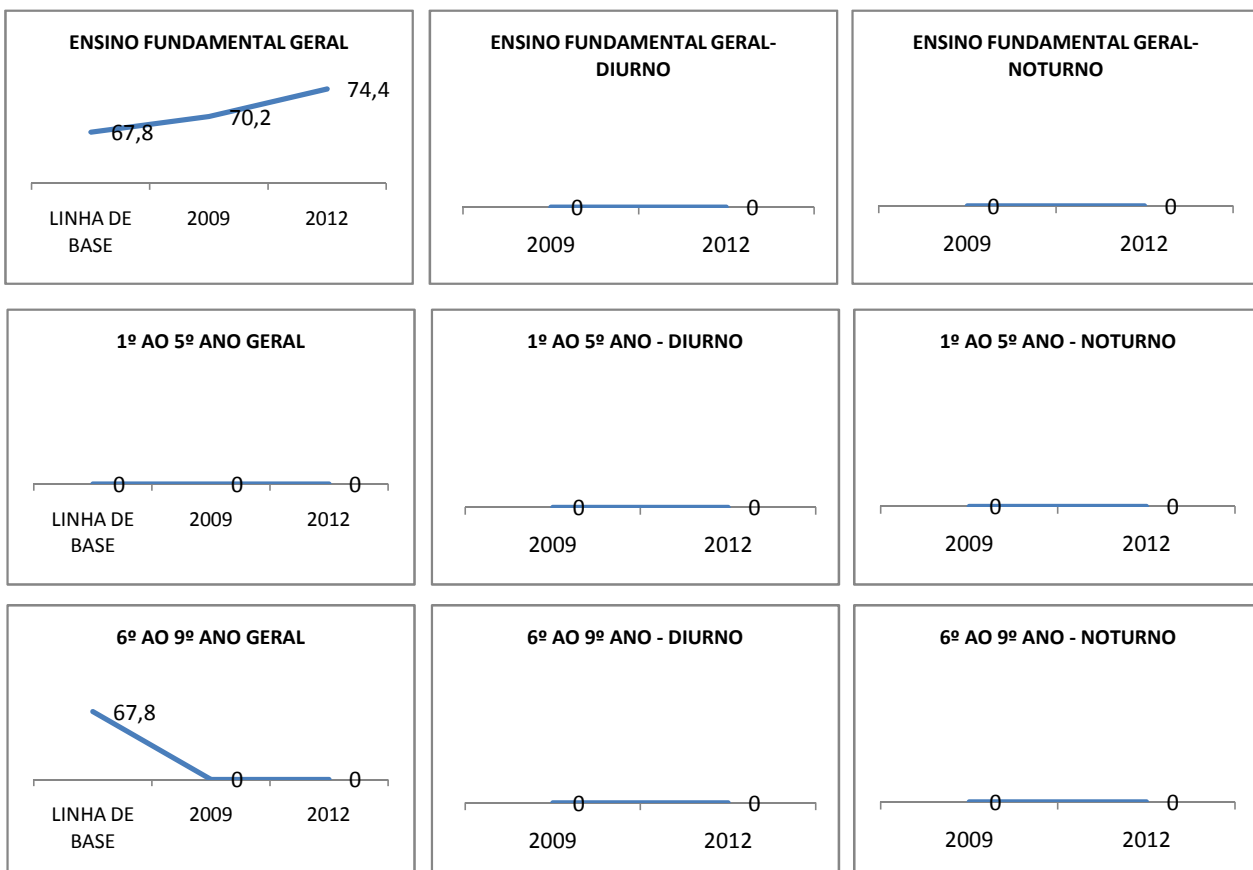 ENSINO FUNDAMENTAL GERAL
74,4
70,2
67,8
LINHA DE
BASE
2009
2012
ENSINO FUNDAMENTAL GERAL-
DIURNO
0
0
2009
2012
ENSINO FUNDAMENTAL GERAL-
NOTURNO
0
0
2009
2012
1º AO 5º ANO GERAL
0
0
0
LINHA DE
BASE
2009
2012
1º AO 5º ANO - DIURNO
0
0
2009
2012
1º AO 5º ANO - NOTURNO
0
0
2009
2012
6º AO 9º ANO GERAL
67,8
0
0
LINHA DE
BASE
2009
2012
6º AO 9º ANO - DIURNO
0
0
2009
2012
6º AO 9º ANO - NOTURNO
0
0
2009
2012